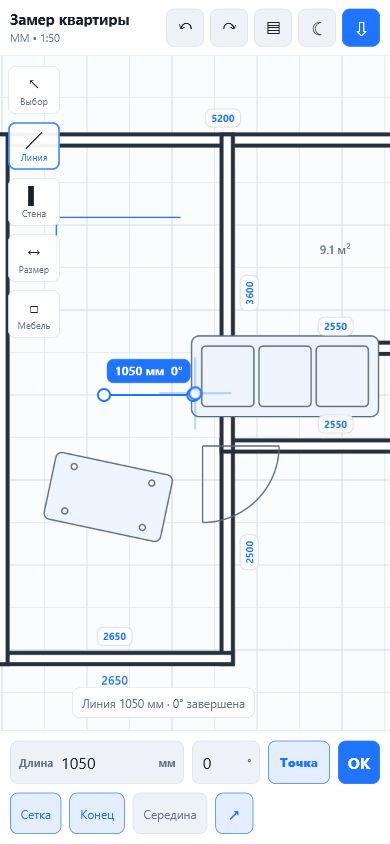 Замер квартиры
ММ • 1:50
Выбор
Линия
Стена
Размер
Мебель
5200
9.1 м²
3600
2550
1050 мм 0°
2550
2500
2650
2650
Линия 1050 мм · 0° завершена
Длина 1050 мм
0 °
Точка
OK
Сетка
Конец
Середина